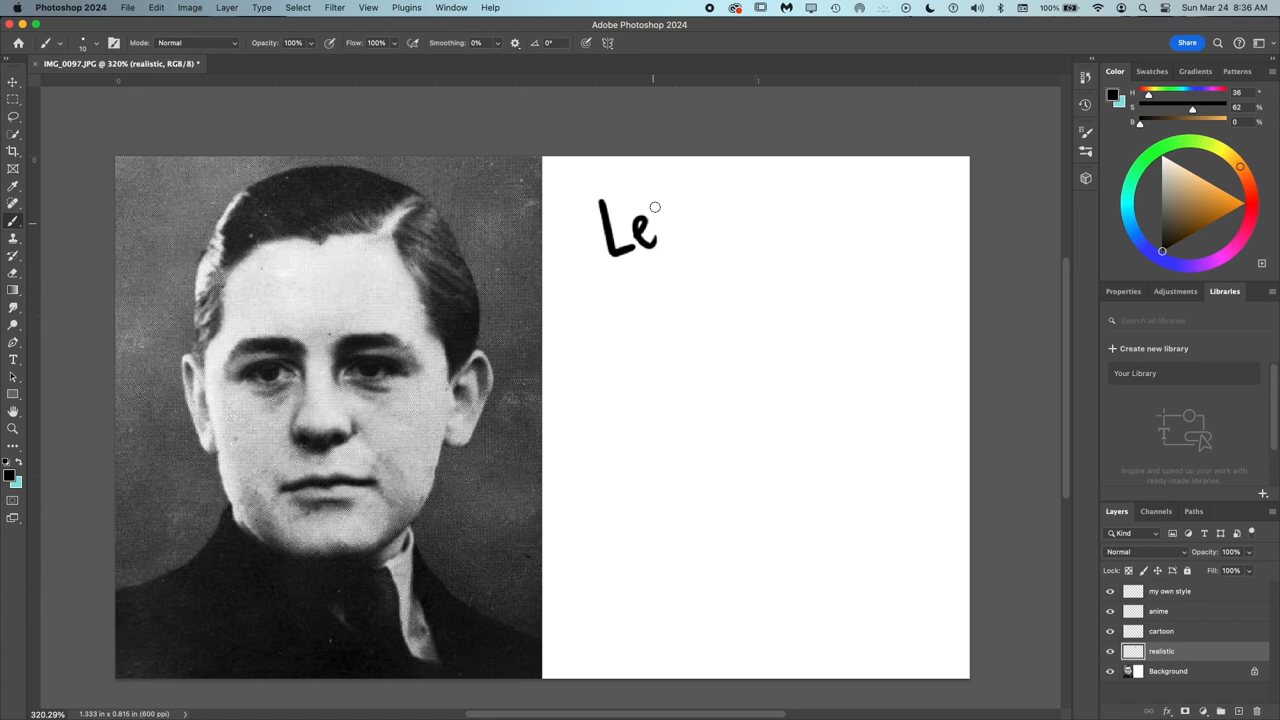 Photoshop 2024 File Edit Image Layer Type Select Filter View Plugins Window Help 100% Sun Mar 24 8:36 AM
Adobe Photoshop 2024
10 Mode: Normal Opacity: 100% Flow: 100% Smoothing: 0% 0° Share
IMG_0097.JPG @ 320% (realistic, RGB/8) *
0 1
0
Le
Color Swatches Gradients Patterns
H 36 °
S 62 %
B 0 %
Properties Adjustments Libraries
Search all libraries
Create new library
Your Library
Inspire and speed up your work with
ready-made libraries.
Layers Channels Paths
Kind
Normal Opacity: 100%
Lock: Fill: 100%
my own style
anime
cartoon
realistic
Background
fx
320.29% 1.333 in x 0.815 in (600 ppi)